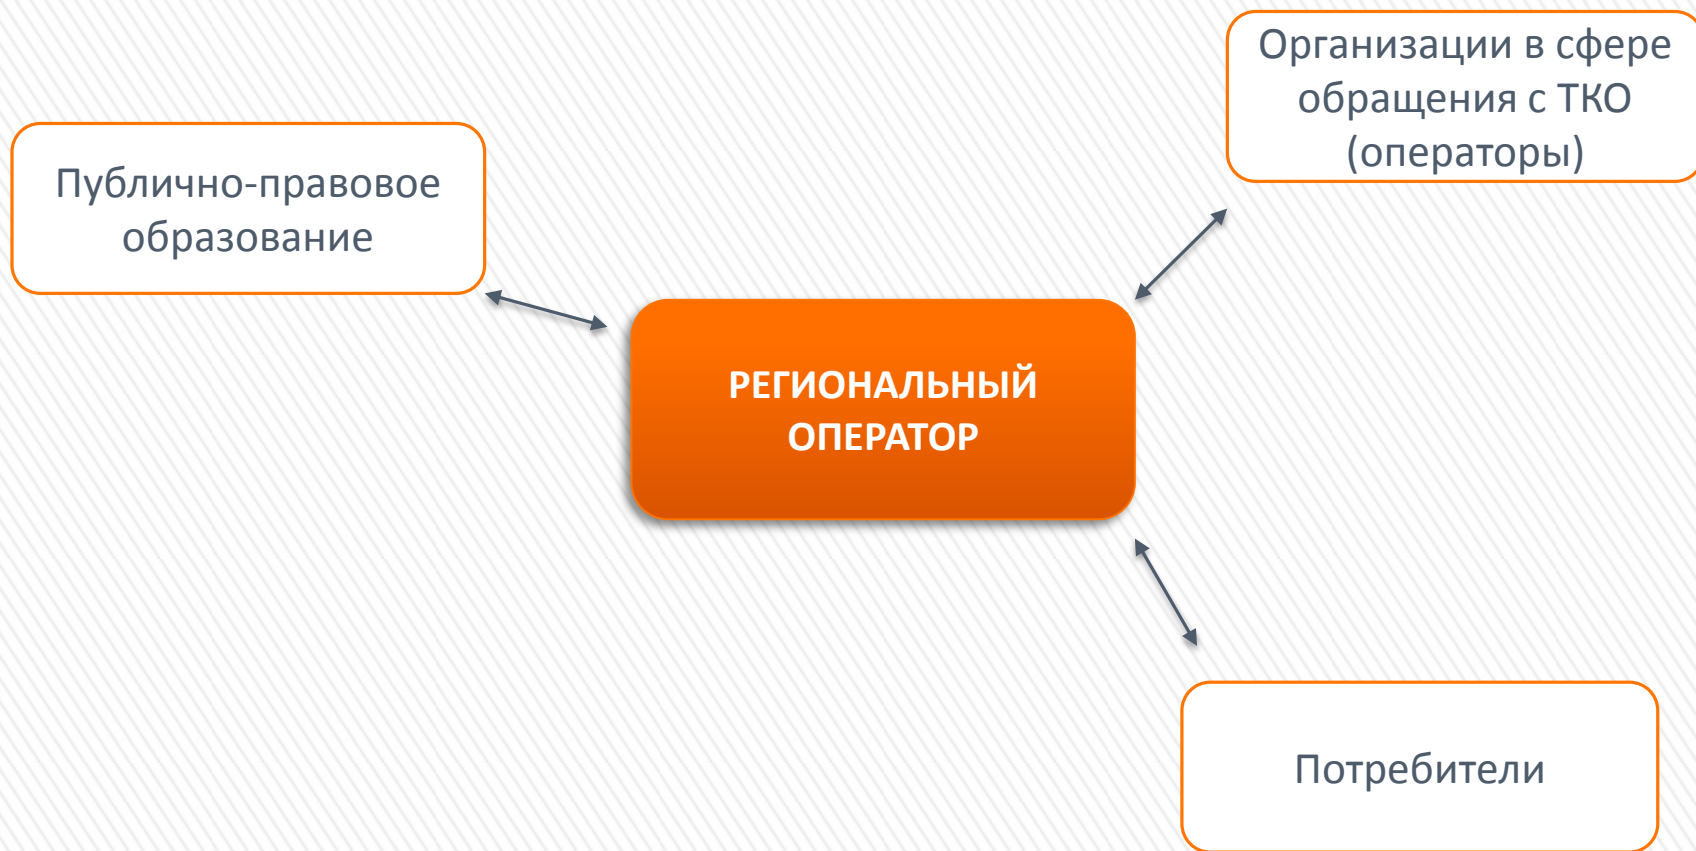 Организации в сфере
обращения с ТКО
(операторы)
Публично-правовое
образование
РЕГИОНАЛЬНЫЙ
ОПЕРАТОР
Потребители